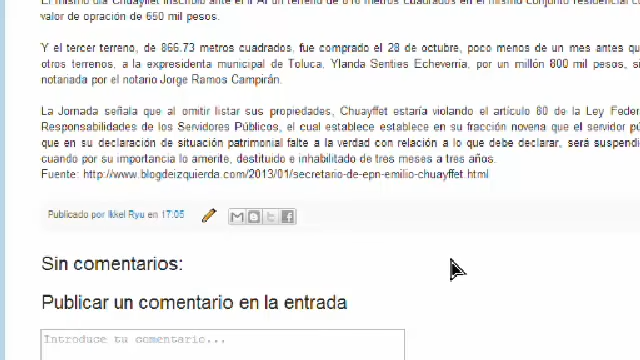 valor de opración de 650 mil pesos.
Y el tercer terreno, de 866.73 metros cuadrados, fue comprado el 28 de octubre, poco menos de un mes antes
otros terrenos, a la expresidenta municipal de Toluca, Ylanda Senties Echeverria, por un millón 800 mil pesos,
notariada por el notario Jorge Ramos Campirán.
La Jornada señala que al omitir listar sus propiedades, Chuayffet estaría violando el artículo 80 de la Ley
Responsabilidades de los Servidores Públicos, el cual establece establece en su fracción novena que el servidor
que en su declaración de situación patrimonial falte a la verdad con relación a lo que debe declarar, será
cuando por su importancia lo amerite, destituido e inhabilitado de tres meses a tres años.
Fuente: http://www.blogdeizquierda.com/2013/01/secretario-de-epn-emilio-chuayffet.html
Publicado por Ikkel Ryu en 17:05
Sin comentarios:
Publicar un comentario en la entrada
Introduce tu comentario...